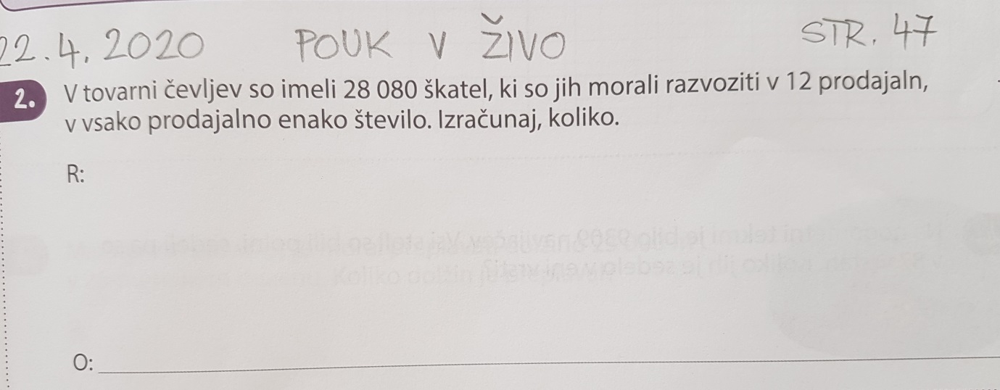 22.4.2020 POUK V ŽIVO STR. 47
2. V tovarni čevljev so imeli 28 080 škatel, ki so jih morali razvoziti v 12 prodajaln,
v vsako prodajalno enako število. Izračunaj, koliko.
R:
O: